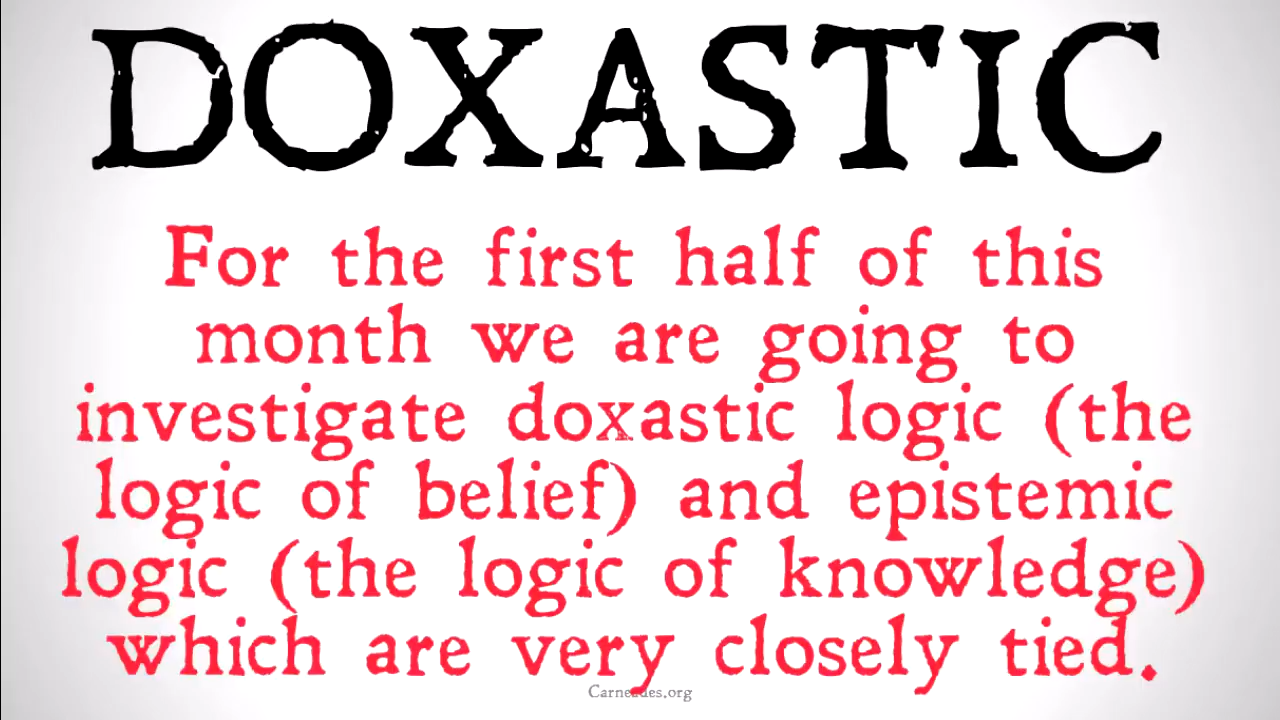 DOXASTIC
For the first half of this
month we are going to
investigate doxastic logic (the
logic of belief) and epistemic
logic (the logic of knowledge)
which are very closely tied.
Carneades.org